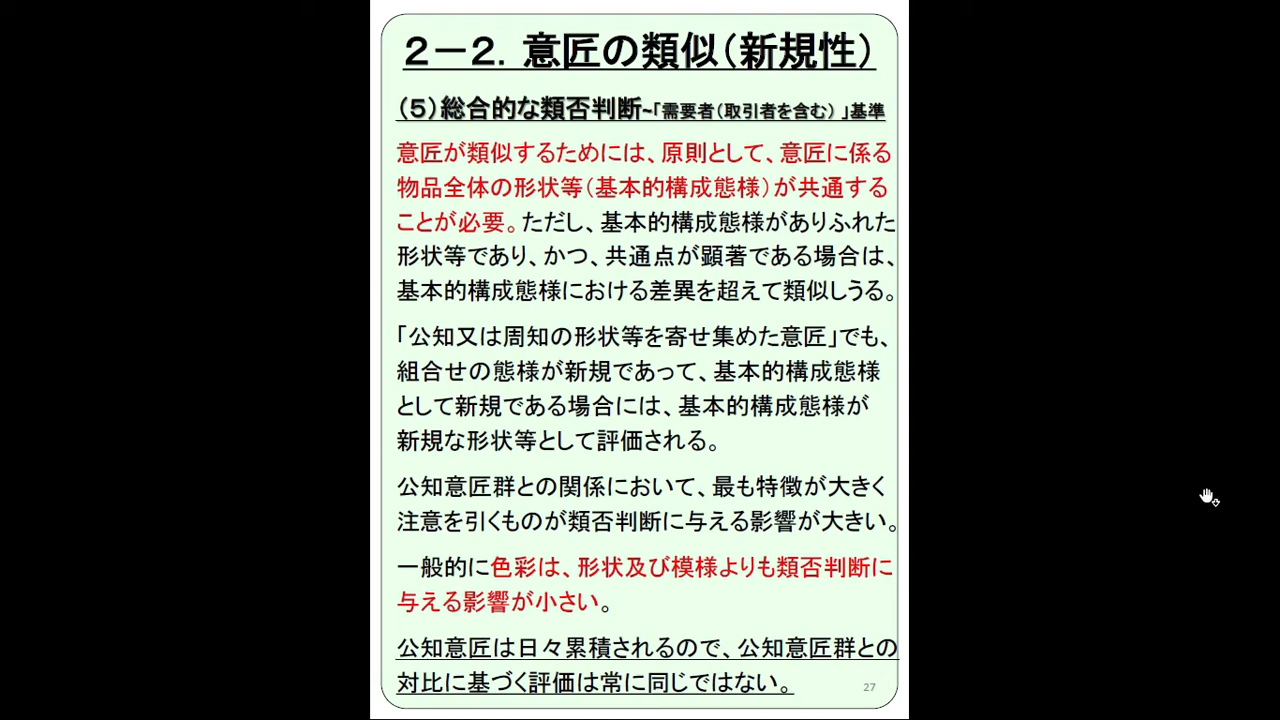 ２－２．意匠の類似（新規性）
（５）総合的な類否判断~｢需要者（取引者を含む）｣基準
意匠が類似するためには、原則として、意匠に係る
物品全体の形状等（基本的構成態様）が共通する
ことが必要。ただし、基本的構成態様がありふれた
形状等であり、かつ、共通点が顕著である場合は、
基本的構成態様における差異を超えて類似しうる。
｢公知又は周知の形状等を寄せ集めた意匠｣でも、
組合せの態様が新規であって、基本的構成態様
として新規である場合には、基本的構成態様が
新規な形状等として評価される。
公知意匠群との関係において、最も特徴が大きく
注意を引くものが類否判断に与える影響が大きい。
一般的に色彩は、形状及び模様よりも類否判断に
与える影響が小さい。
公知意匠は日々累積されるので、公知意匠群との
対比に基づく評価は常に同じではない。
27